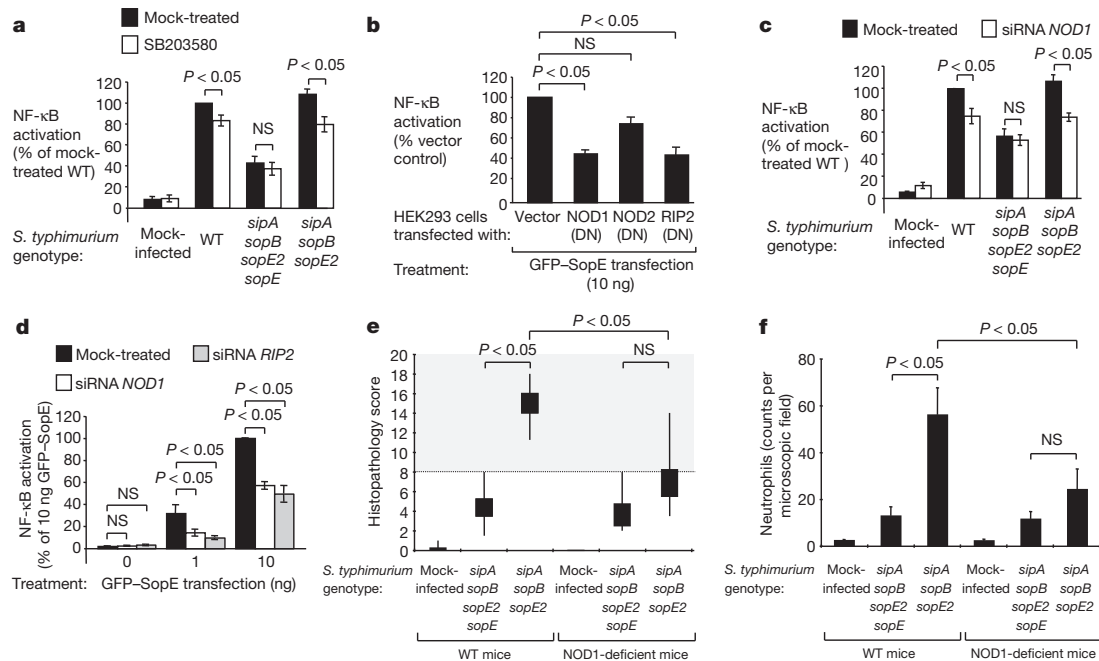 a
Mock-treated
SB203580
P < 0.05
P < 0.05
NS
NF-κB
activation
(% of mock-
treated WT)
120
100
80
60
40
20
0
S. typhimurium
genotype:
Mock-
infected
WT
sipA
sopB
sopE2
sopE
sipA
sopB
sopE2
b
P < 0.05
NS
P < 0.05
NF-κB
activation
(% vector
control)
120
100
80
60
40
20
0
HEK293 cells
transfected with:
Vector
NOD1
(DN)
NOD2
(DN)
RIP2
(DN)
Treatment:
GFP–SopE transfection
(10 ng)
c
Mock-treated
siRNA NOD1
P < 0.05
P < 0.05
NS
NF-κB
activation
(% of mock-
treated WT )
120
100
80
60
40
20
0
S. typhimurium
genotype:
Mock-
infected
WT
sipA
sopB
sopE2
sopE
sipA
sopB
sopE2
d
Mock-treated
siRNA RIP2
siRNA NOD1
P < 0.05
P < 0.05
P < 0.05
P < 0.05
NS
NS
NF-κB activation
(% of 10 ng GFP–SopE)
120
100
80
60
40
20
0
0
1
10
Treatment:
GFP–SopE transfection (ng)
e
P < 0.05
P < 0.05
NS
Histopathology score
20
18
16
14
12
10
8
6
4
2
0
S. typhimurium
genotype:
Mock-
infected
sipA
sopB
sopE2
sopE
sipA
sopB
sopE2
Mock-
infected
sipA
sopB
sopE2
sopE
sipA
sopB
sopE2
WT mice
NOD1-deficient mice
f
P < 0.05
P < 0.05
NS
Neutrophils (counts per
microscopic field)
80
60
40
20
0
S. typhimurium
genotype:
Mock-
infected
sipA
sopB
sopE2
sopE
sipA
sopB
sopE2
Mock-
infected
sipA
sopB
sopE2
sopE
sipA
sopB
sopE2
WT mice
NOD1-deficient mice